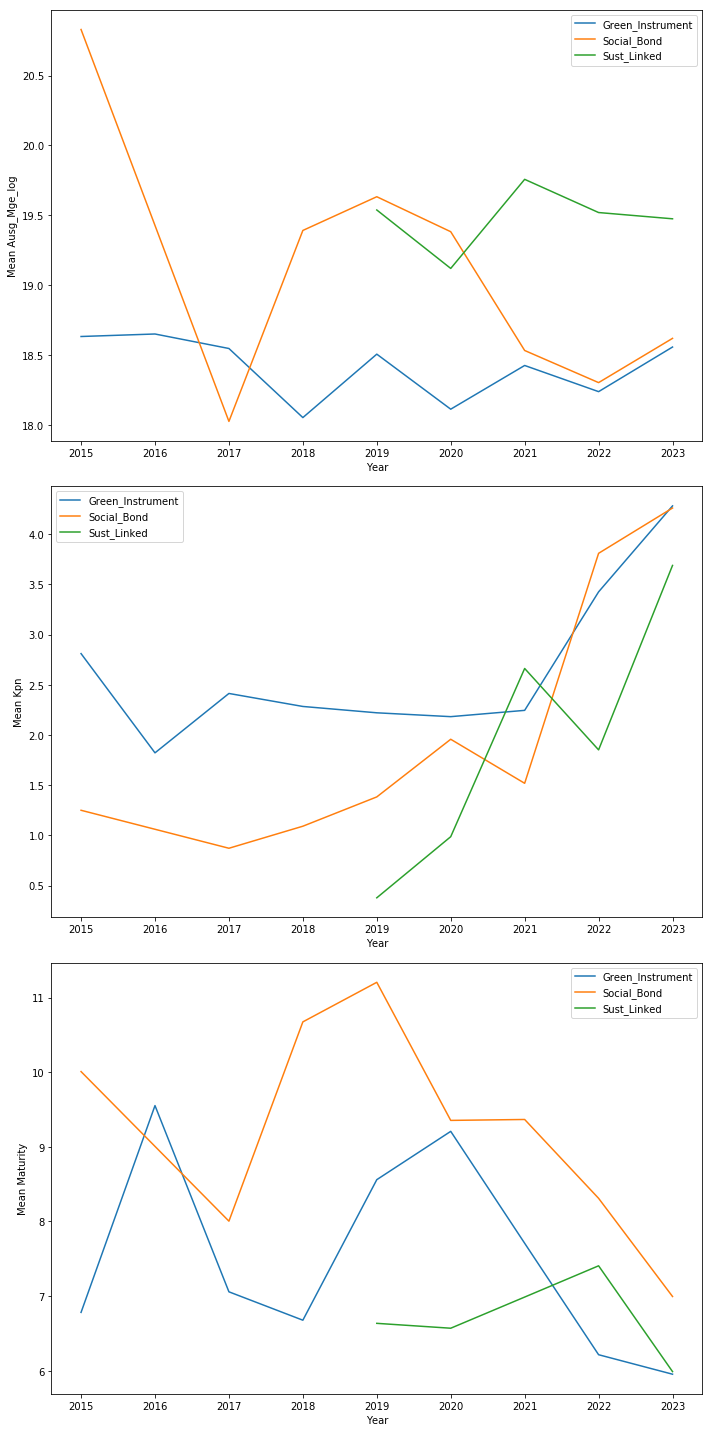 Green_Instrument
Social_Bond
Sust_Linked
20.5
20.0
19.5
19.0
18.5
18.0
Mean Ausg_Mge_log
2015 2016 2017 2018 2019 2020 2021 2022 2023
Year
Green_Instrument
Social_Bond
Sust_Linked
4.0
3.5
3.0
2.5
2.0
1.5
1.0
0.5
Mean Kpn
2015 2016 2017 2018 2019 2020 2021 2022 2023
Year
Green_Instrument
Social_Bond
Sust_Linked
11
10
9
8
7
6
Mean Maturity
2015 2016 2017 2018 2019 2020 2021 2022 2023
Year